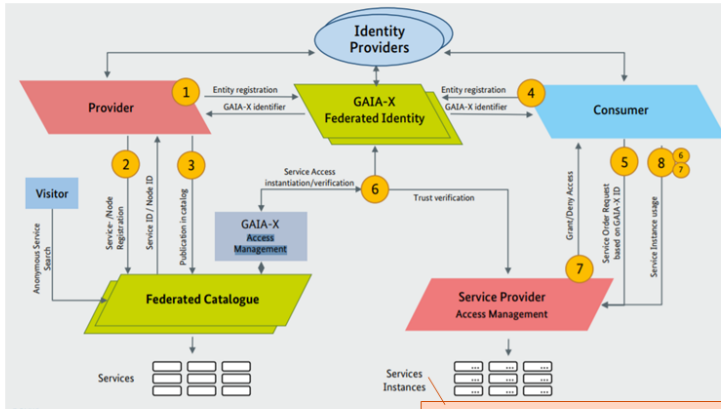 Identity
Providers
1
Entity registration
GAIA-X identifier
Provider
GAIA-X
Federated Identity
Entity registration
GAIA-X identifier
4
Consumer
2
3
Service-/Node
Registration
Service ID / Node ID
Publication in catalog
Visitor
Anonymous Service
Search
Service Access
instantiation/verification
6
Trust verification
GAIA-X
Access
Management
Grant/Deny Access
5
Service Order Request
based on GAIA-X ID
8
6
7
Service Instance usage
7
Federated Catalogue
Service Provider
Access Management
Services
Services
Instances
... ... ...
... ... ...
... ... ...